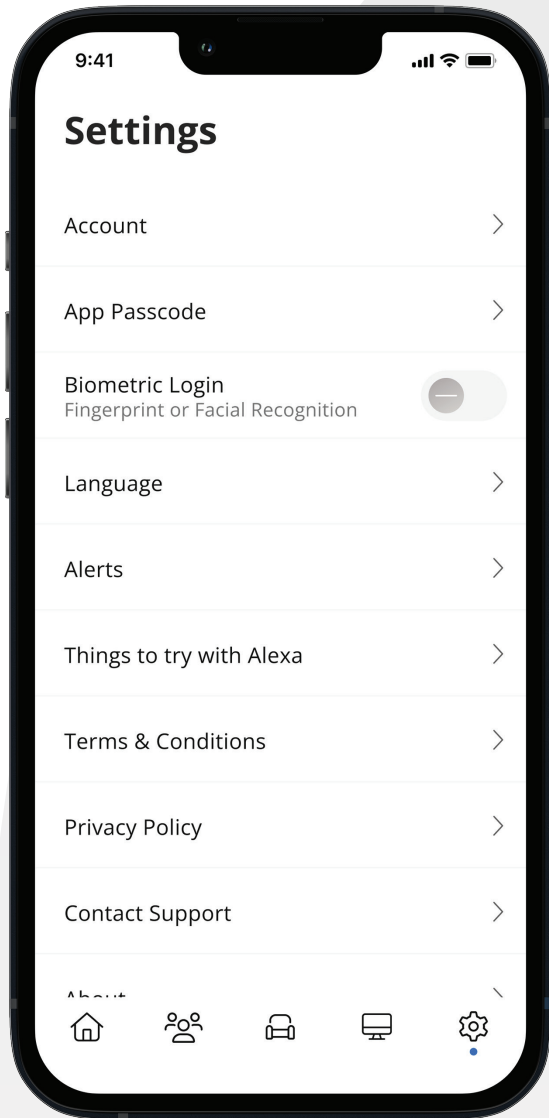 9:41
Settings
Account
App Passcode
Biometric Login
Fingerprint or Facial Recognition
Language
Alerts
Things to try with Alexa
Terms & Conditions
Privacy Policy
Contact Support
About